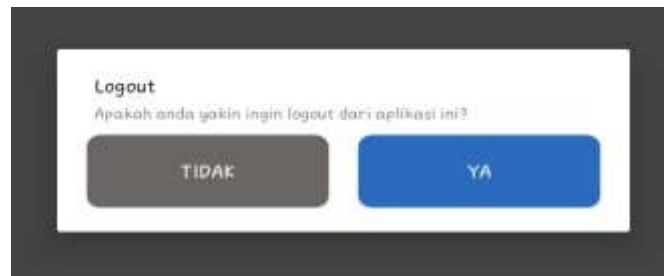 Logout
Apakah anda yakin ingin logout dari aplikasi ini?
TIDAK
YA